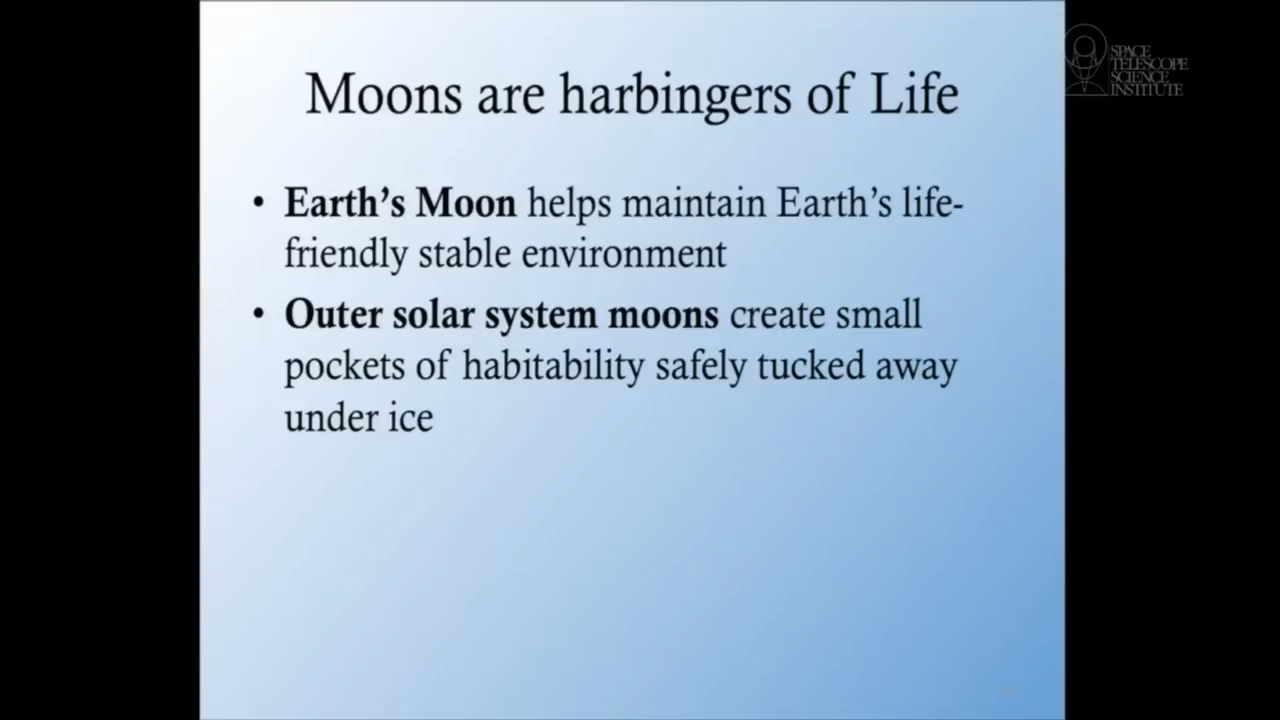 Moons are harbingers of Life
• Earth’s Moon helps maintain Earth’s life-
friendly stable environment
• Outer solar system moons create small
pockets of habitability safely tucked away
under ice
SPACE
TELESCOPE
SCIENCE
INSTITUTE